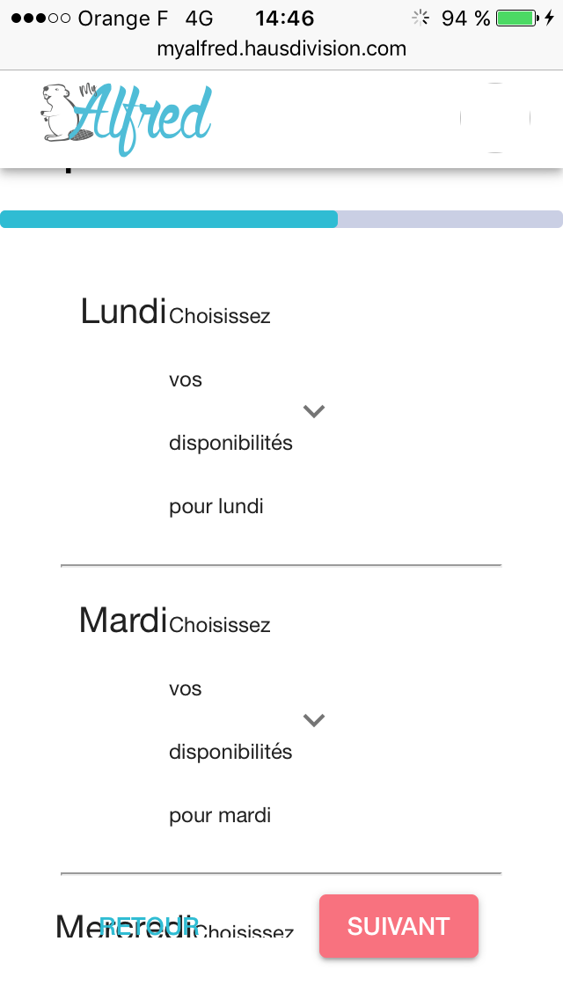 Orange F 4G 14:46 94 %
myalfred.hausdivision.com
My Alfred
Lundi Choisissez
vos
disponibilités
pour lundi
Mardi Choisissez
vos
disponibilités
pour mardi
Mercredi Choisissez
RETOUR
SUIVANT